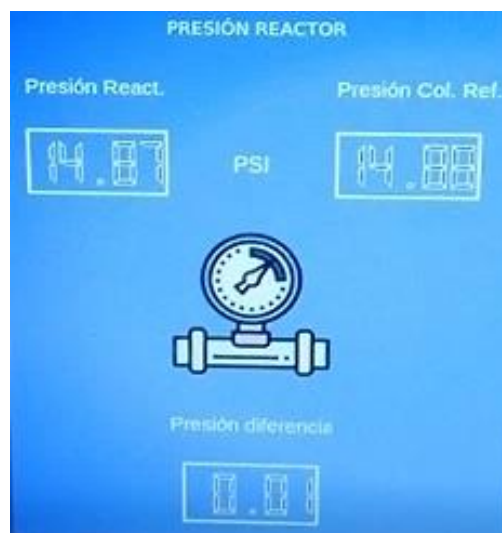 PRESIÓN REACTOR
Presión React.
Presión Col. Ref.
14.87
PSI
14.88
Presión diferencia
0.01